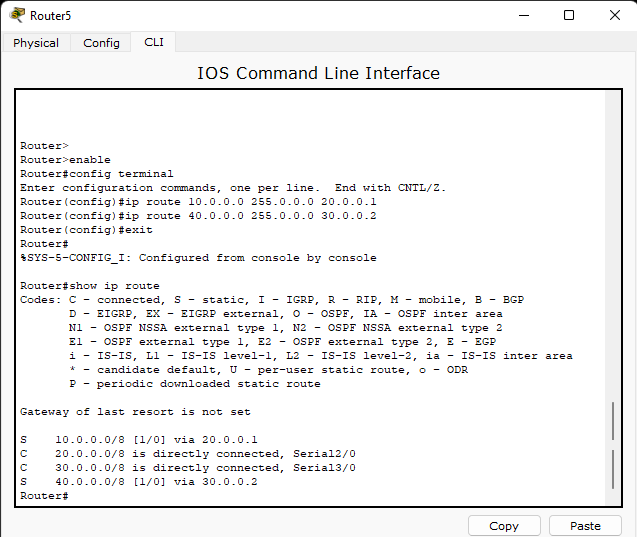 Router5
Physical Config CLI
IOS Command Line Interface
Router>
Router>enable
Router#config terminal
Enter configuration commands, one per line.  End with CNTL/Z.
Router(config)#ip route 10.0.0.0 255.0.0.0 20.0.0.1
Router(config)#ip route 40.0.0.0 255.0.0.0 30.0.0.2
Router(config)#exit
Router#
%SYS-5-CONFIG_I: Configured from console by console
Router#show ip route
Codes: C - connected, S - static, I - IGRP, R - RIP, M - mobile, B - BGP
       D - EIGRP, EX - EIGRP external, O - OSPF, IA - OSPF inter area
       N1 - OSPF NSSA external type 1, N2 - OSPF NSSA external type 2
       E1 - OSPF external type 1, E2 - OSPF external type 2, E - EGP
       i - IS-IS, L1 - IS-IS level-1, L2 - IS-IS level-2, ia - IS-IS inter area
       * - candidate default, U - per-user static route, o - ODR
       P - periodic downloaded static route
Gateway of last resort is not set
S    10.0.0.0/8 [1/0] via 20.0.0.1
C    20.0.0.0/8 is directly connected, Serial2/0
C    30.0.0.0/8 is directly connected, Serial3/0
S    40.0.0.0/8 [1/0] via 30.0.0.2
Router#
Copy Paste